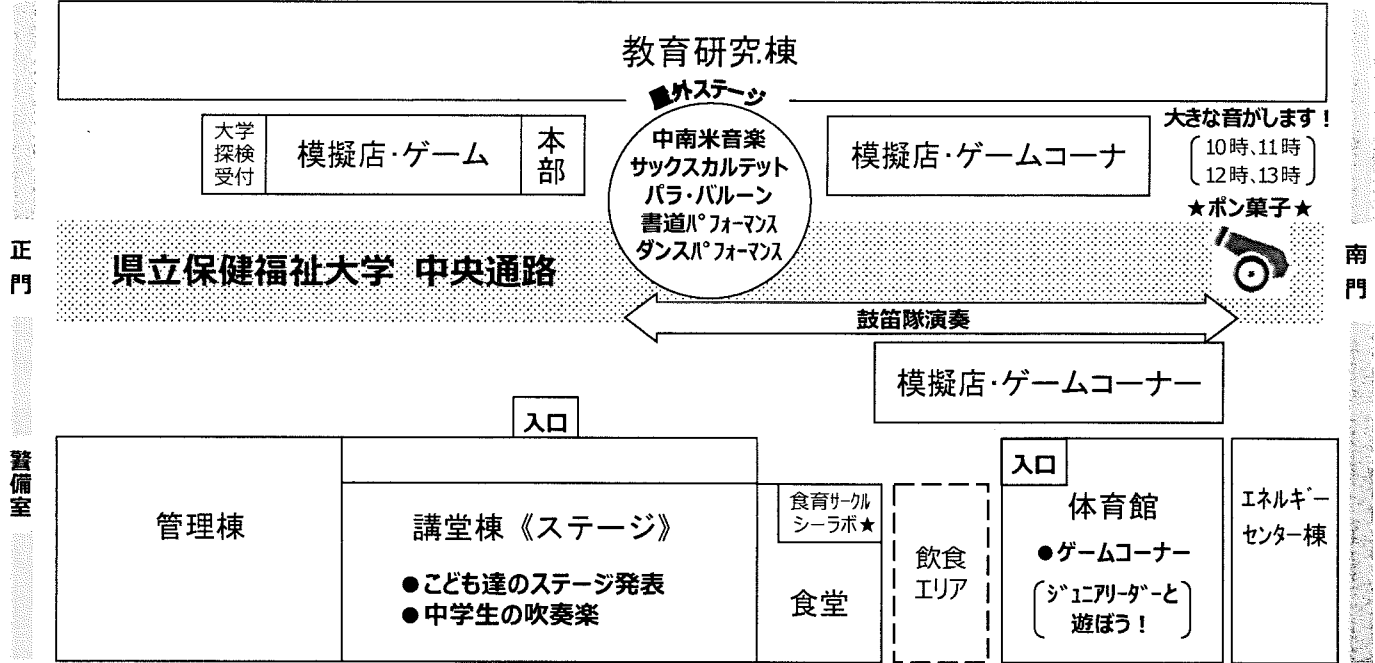 教育研究棟
屋外ステージ
中南米音楽
サックスカルテット
パラ・バルーン
書道パフォーマンス
ダンスパフォーマンス
大学
探検
受付
模擬店・ゲーム
本部
模擬店・ゲームコーナ
大きな音がします!
10時、11時
12時、13時
★ポン菓子★
正門
県立保健福祉大学 中央通路
南門
鼓笛隊演奏
模擬店・ゲームコーナー
警備室
入口
管理棟
講堂棟《ステージ》
●こども達のステージ発表
●中学生の吹奏楽
食育サークル
シーラボ★
食堂
飲食
エリア
入口
体育館
●ゲームコーナー
ジュニアリーダーと
遊ぼう!
エネルギー
センター棟